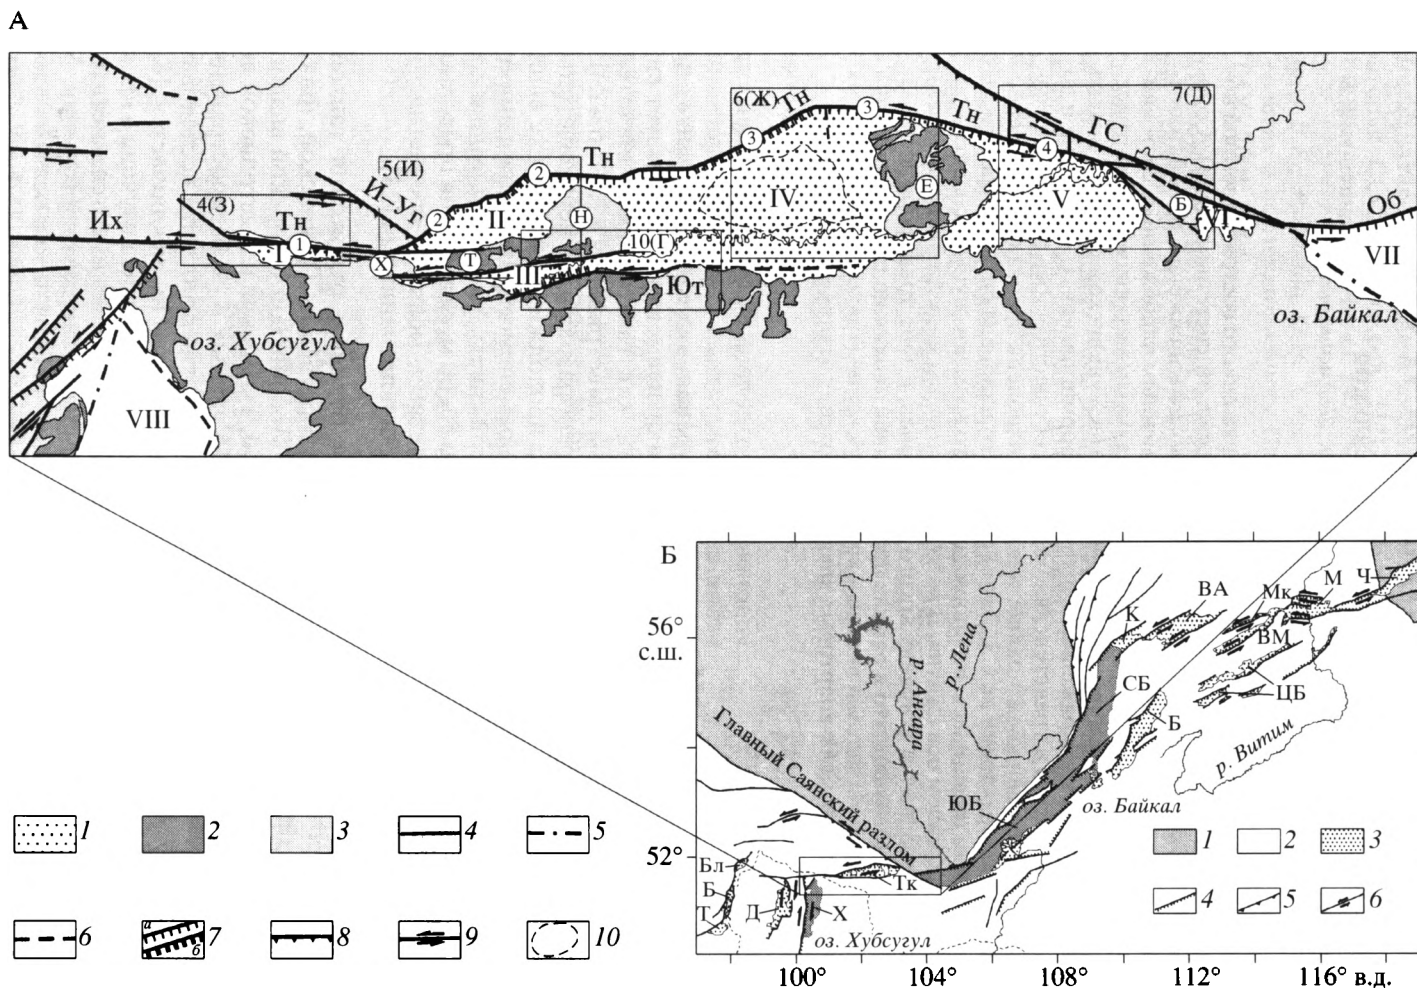 А
6(Ж)
Тн
3
Тн
ГС
7(Д)
3
4
5(И)
2
Тн
И–Уг
2
II
Н
IV
Е
V
Б
VI
Об
4(З)
Их
Тн
1
I
Х
Т
III
10(Г)
Ют
VII
оз. Байкал
оз. Хубсугул
VIII
Б
56°
с.ш.
52°
р. Ангара
р. Лена
К
ВА
Мк
М
Ч
ВМ
СБ
ЦБ
Б
р. Витим
Главный Саянский разлом
ЮБ
оз. Байкал
Бл
Б
Т
Д
Х
Тк
оз. Хубсугул
1
2
3
4
5
6
100°
104°
108°
112°
116° в.д.
1
2
3
4
5
6
а
б
7
8
9
10